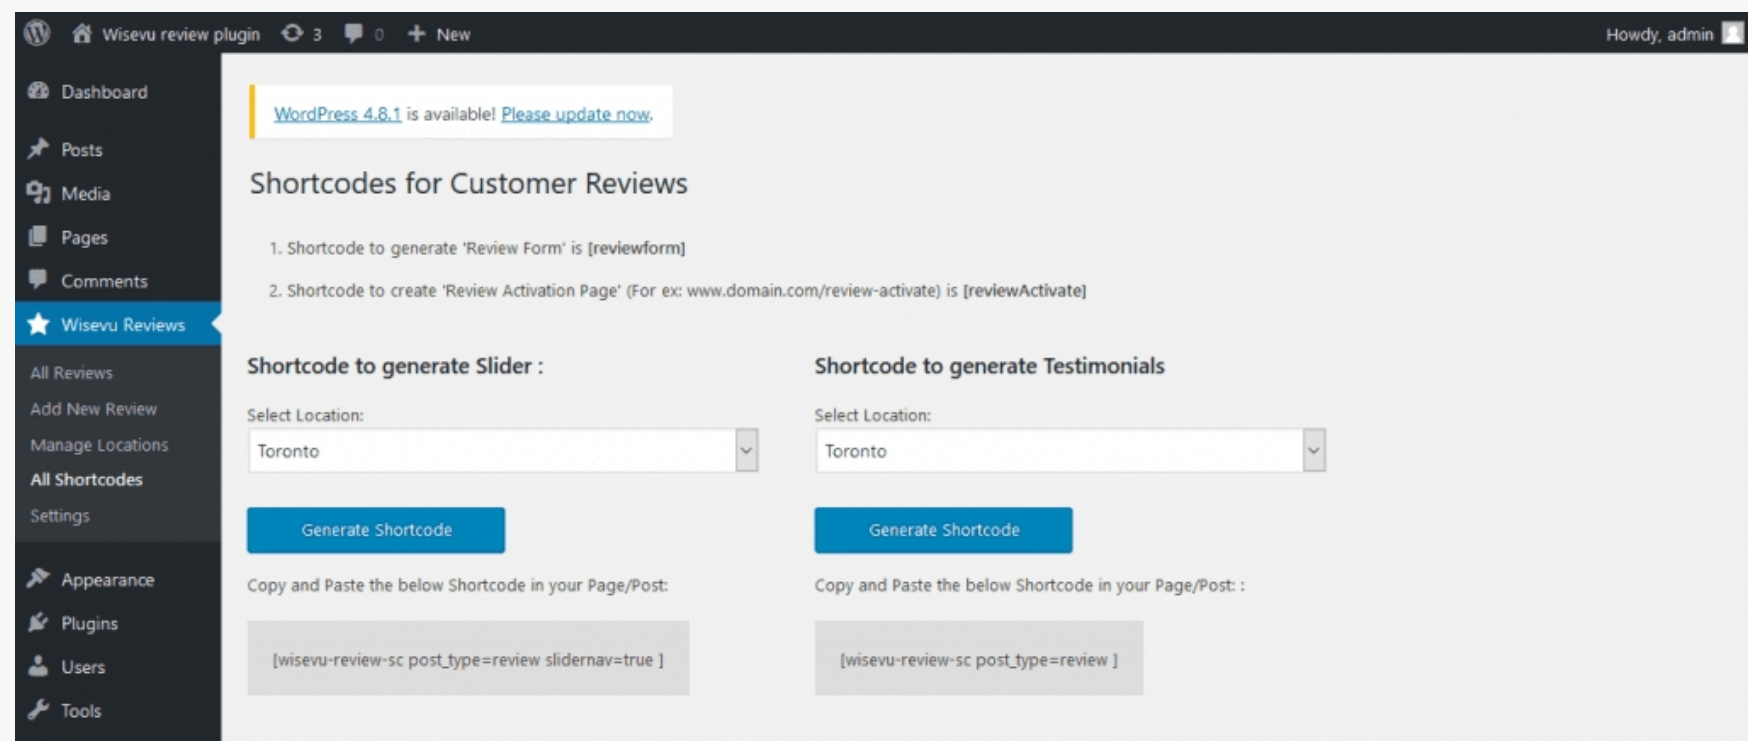 Wisevu review plugin 3 0 New Howdy, admin
Dashboard
Posts
Media
Pages
Comments
Wisevu Reviews
All Reviews
Add New Review
Manage Locations
All Shortcodes
Settings
Appearance
Plugins
Users
Tools
WordPress 4.8.1 is available! Please update now.
Shortcodes for Customer Reviews
1. Shortcode to generate 'Review Form' is [reviewform]
2. Shortcode to create 'Review Activation Page' (For ex: www.domain.com/review-activate) is [reviewActivate]
Shortcode to generate Slider :
Select Location:
Toronto
Generate Shortcode
Copy and Paste the below Shortcode in your Page/Post:
[wisevu-review-sc post_type=review slidernav=true ]
Shortcode to generate Testimonials
Select Location:
Toronto
Generate Shortcode
Copy and Paste the below Shortcode in your Page/Post: :
[wisevu-review-sc post_type=review ]